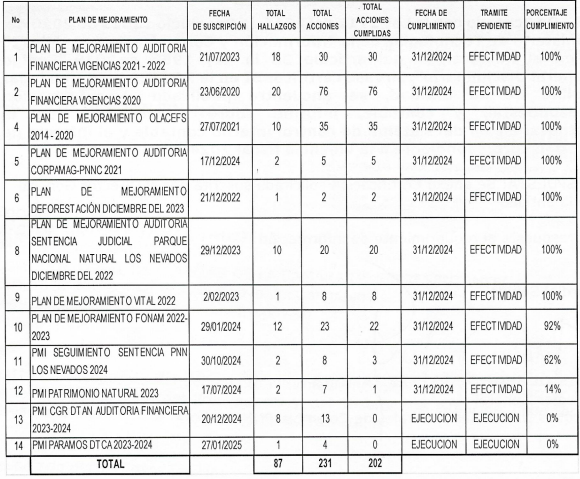 No PLAN DE MEJORAMIENTO FECHA DE SUSCRIPCIÓN TOTAL HALLAZGOS TOTAL ACCIONES TOTAL ACCIONES CUMPLIDAS FECHA DE CUMPLIMIENTO TRAMITE PENDIENTE PORCENTAJE CUMPLIMIENTO
1 PLAN DE MEJORAMIENTO AUDITORIA FINANCIERA VIGENCIAS 2021 - 2022 21/07/2023 18 30 30 31/12/2024 EFECTIVIDAD 100%
2 PLAN DE MEJORAMIENTO AUDITORIA FINANCIERA VIGENCIAS 2020 23/06/2020 20 76 76 31/12/2024 EFECTIVIDAD 100%
4 PLAN DE MEJORAMIENTO OLACEFS 2014 - 2020 27/07/2021 10 35 35 31/12/2024 EFECTIVIDAD 100%
5 PLAN DE MEJORAMIENTO AUDITORIA CORPAMAG-PNNC 2021 17/12/2024 2 5 5 31/12/2024 EFECTIVIDAD 100%
6 PLAN DE MEJORAMIENTO DEFORESTACIÓN DICIEMBRE DEL 2023 21/12/2022 1 2 2 31/12/2024 EFECTIVIDAD 100%
8 PLAN DE MEJORAMIENTO AUDITORIA SENTENCIA JUDICIAL PARQUE NACIONAL NATURAL LOS NEVADOS DICIEMBRE DEL 2022 29/12/2023 10 20 20 31/12/2024 EFECTIVIDAD 100%
9 PLAN DE MEJORAMIENTO VITAL 2022 2/02/2023 1 8 8 31/12/2024 EFECTIVIDAD 100%
10 PLAN DE MEJORAMIENTO FONAM 2022-2023 29/01/2024 12 23 22 31/12/2024 EFECTIVIDAD 92%
11 PMI SEGUIMIENTO SENTENCIA PNN LOS NEVADOS 2024 30/10/2024 2 8 3 31/12/2024 EFECTIVIDAD 62%
12 PMI PATRIMONIO NATURAL 2023 17/07/2024 2 7 1 31/12/2024 EFECTIVIDAD 14%
13 PMI CGR DTAN AUDITORIA FINANCIERA 2023-2024 20/12/2024 8 13 0 EJECUCION EJECUCION 0%
14 PMI PARAMOS DTCA 2023-2024 27/01/2025 1 4 0 EJECUCION EJECUCION 0%
TOTAL 87 231 202